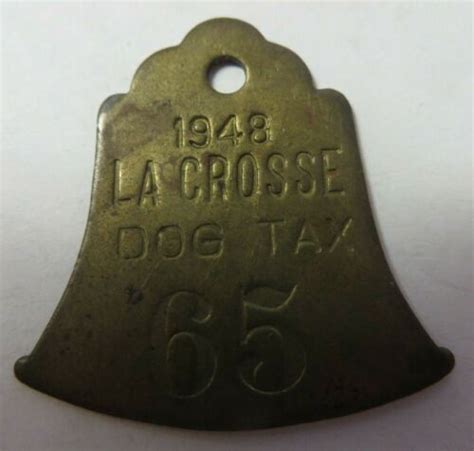 1948
LA CROSSE
DOG TAX
65